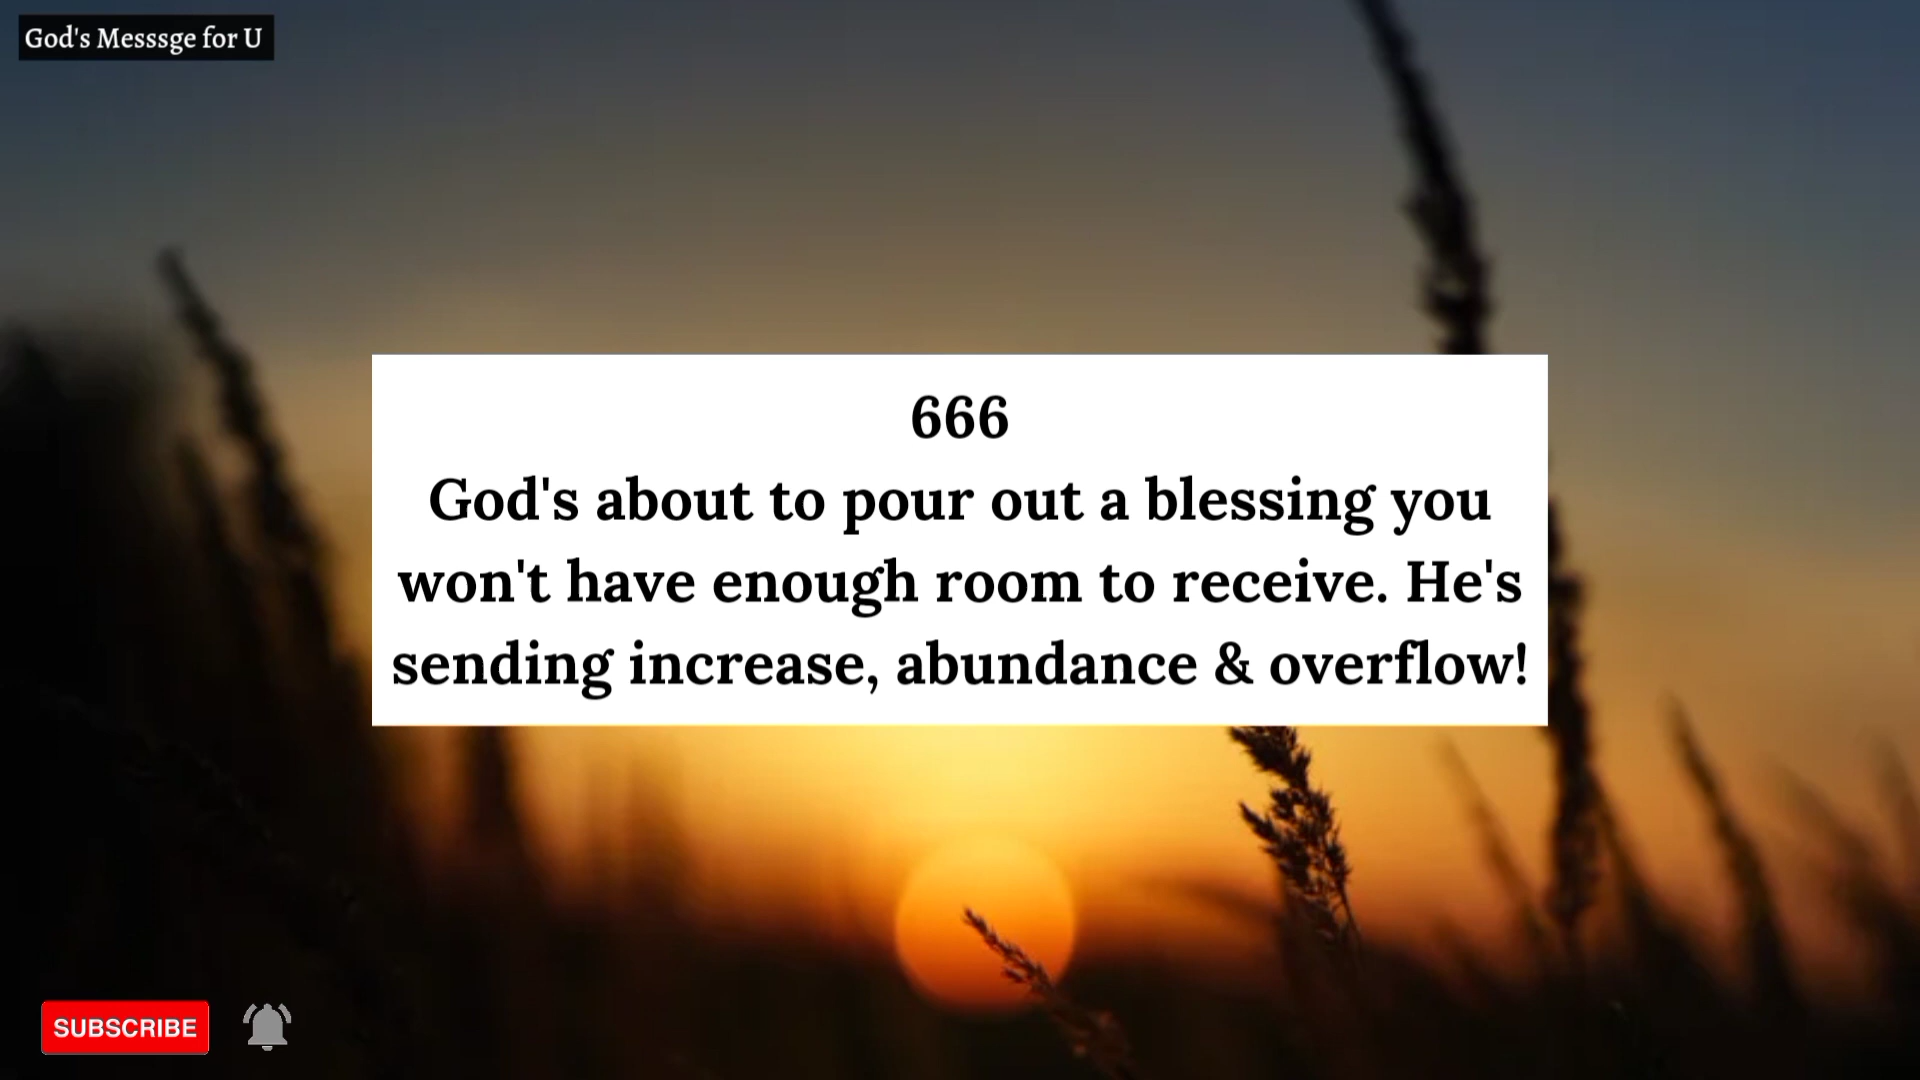 God's Messsge for U
666
God's about to pour out a blessing you
won't have enough room to receive. He's
sending increase, abundance & overflow!
SUBSCRIBE